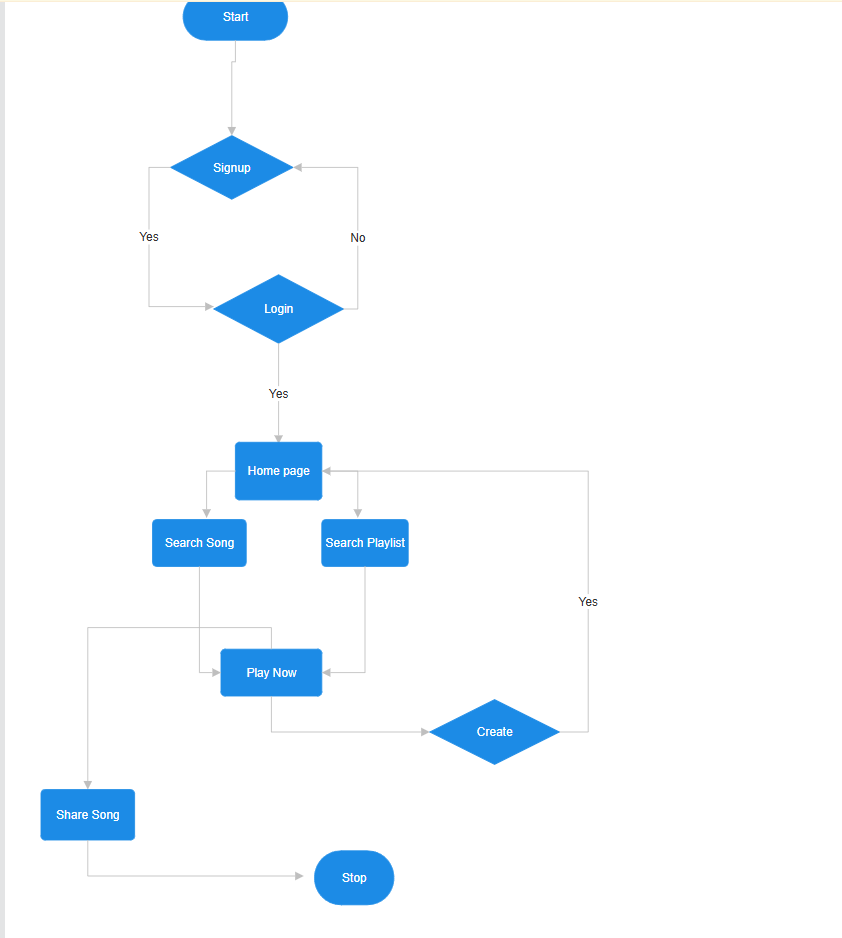 Start
Signup
Yes
No
Login
Yes
Home page
Search Song
Search Playlist
Yes
Play Now
Create
Share Song
Stop